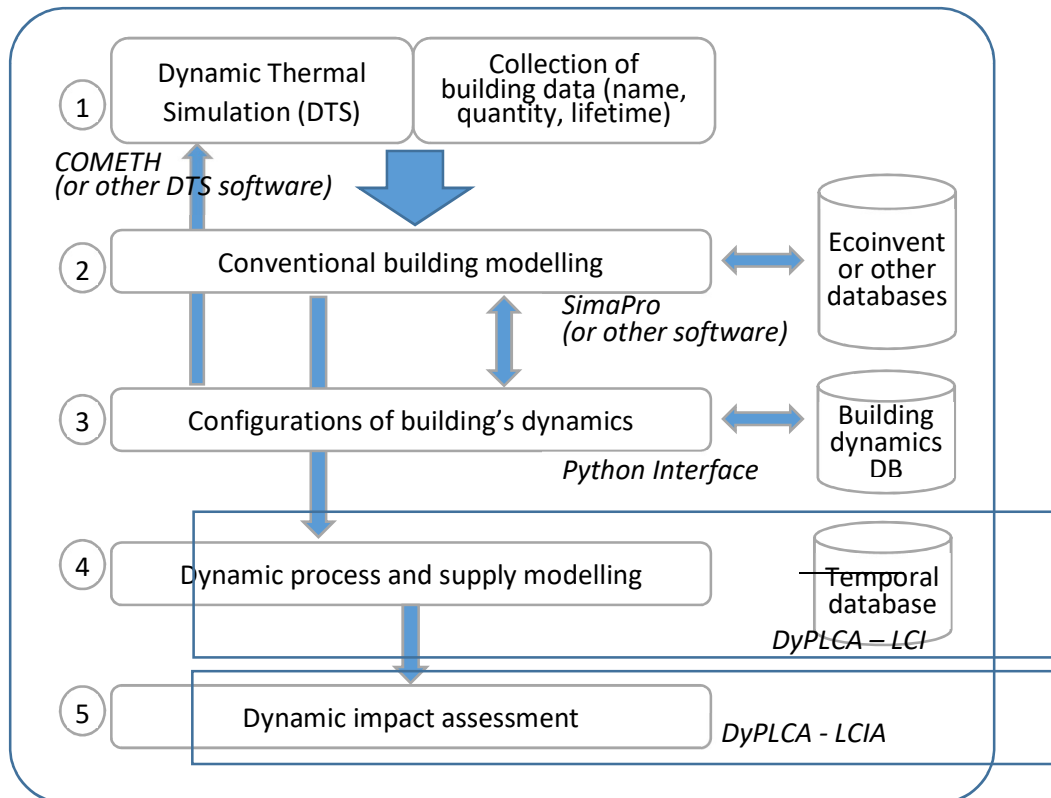 1
Dynamic Thermal
Simulation (DTS)
Collection of
building data (name,
quantity, lifetime)
COMETH
(or other DTS software)
2
Conventional building modelling
Ecoinvent
or other
databases
SimaPro
(or other software)
3
Configurations of building’s dynamics
Building
dynamics
DB
Python Interface
4
Dynamic process and supply modelling
Temporal
database
DyPLCA – LCI
5
Dynamic impact assessment
DyPLCA - LCIA